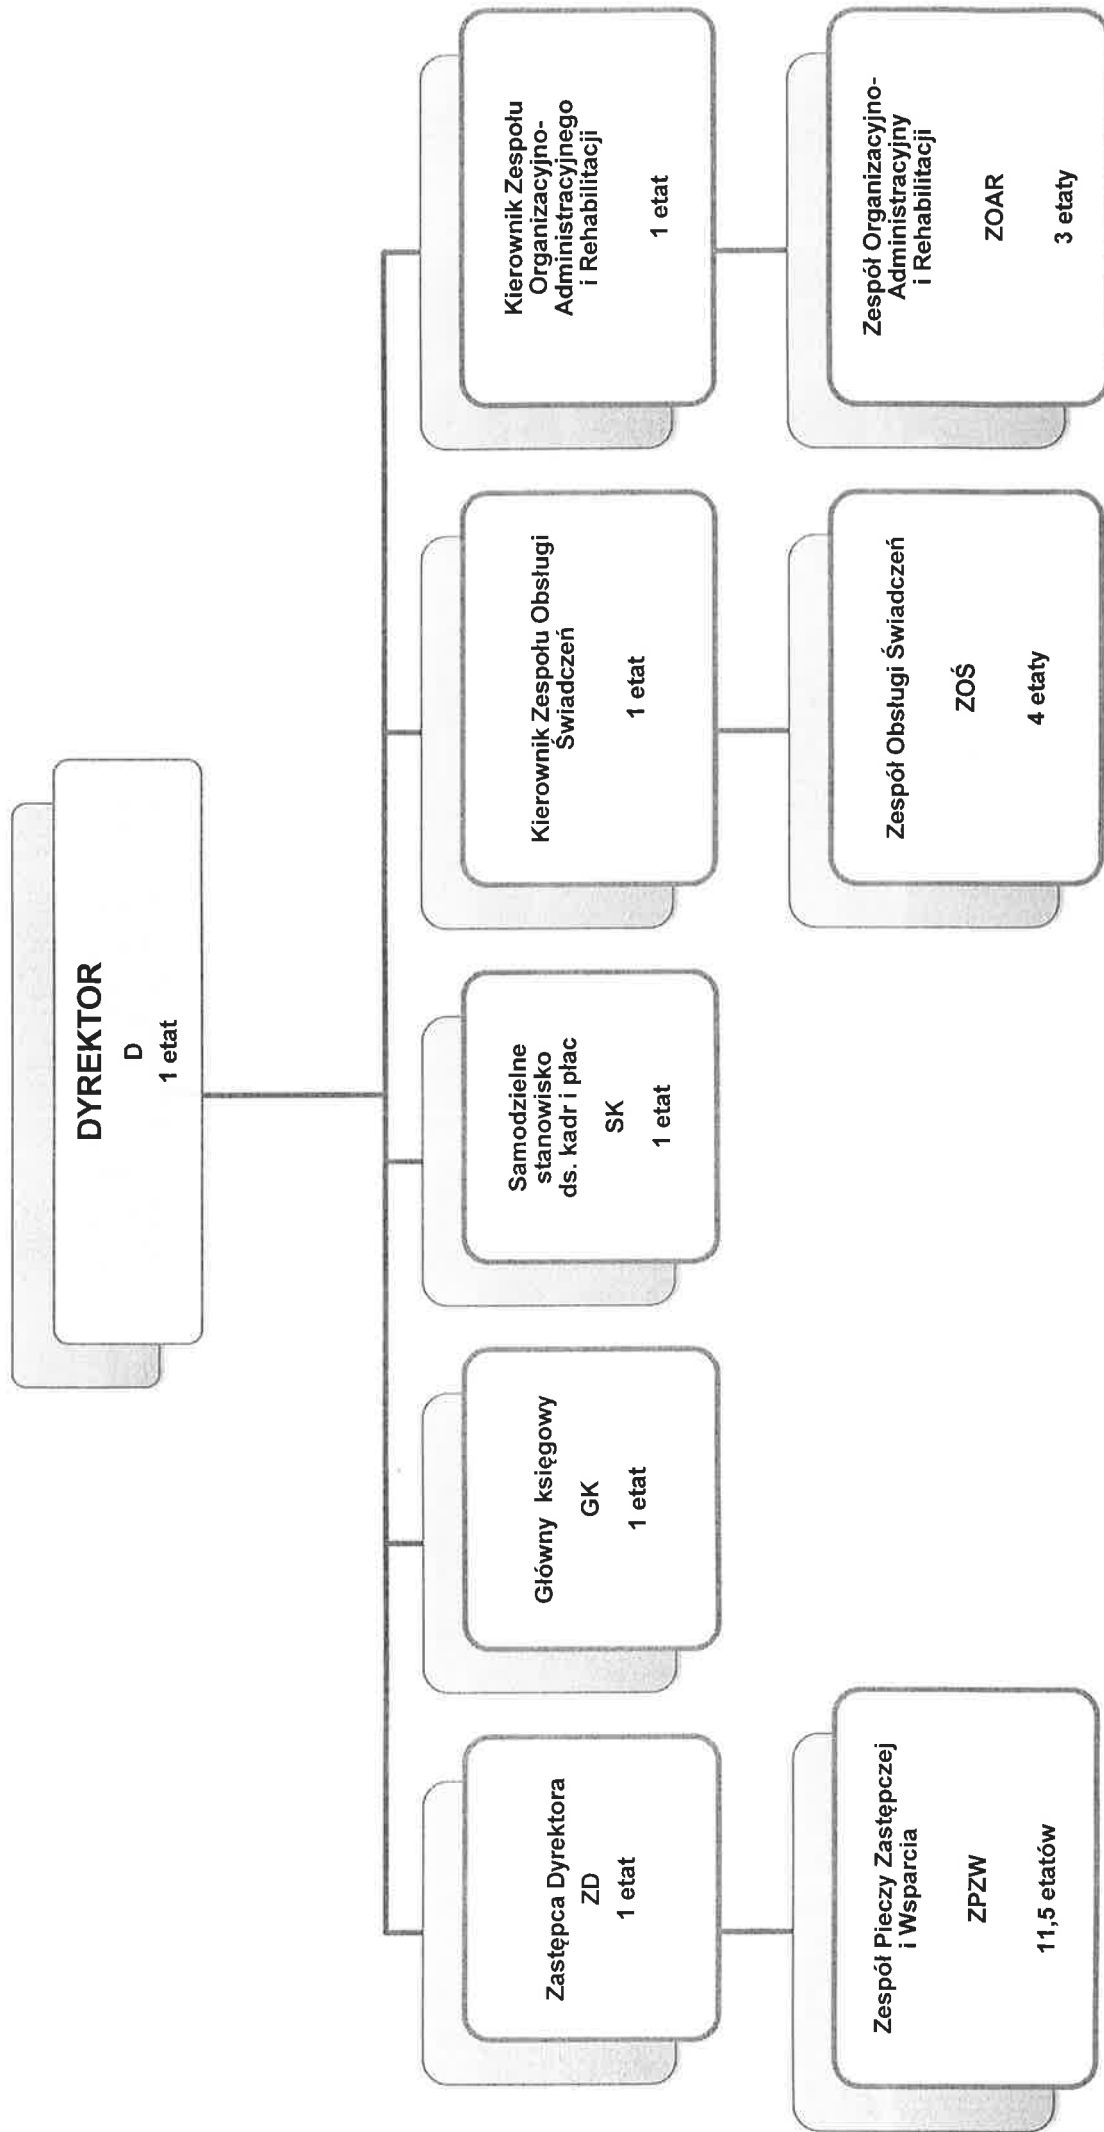 DYREKTOR
D
1 etat
Zastępca Dyrektora
ZD
1 etat
Główny księgowy
GK
1 etat
Samodzielne
stanowisko
ds. kadr i płac
SK
1 etat
Kierownik Zespołu Obsługi
Świadczeń
1 etat
Kierownik Zespołu
Organizacyjno-
Administracyjnego
i Rehabilitacji
1 etat
Zespół Pieczy Zastępczej
i Wsparcia
ZPZW
11,5 etatów
Zespół Obsługi Świadczeń
ZOŚ
4 etaty
Zespół Organizacyjno-
Administracyjny
i Rehabilitacji
ZOAR
3 etaty